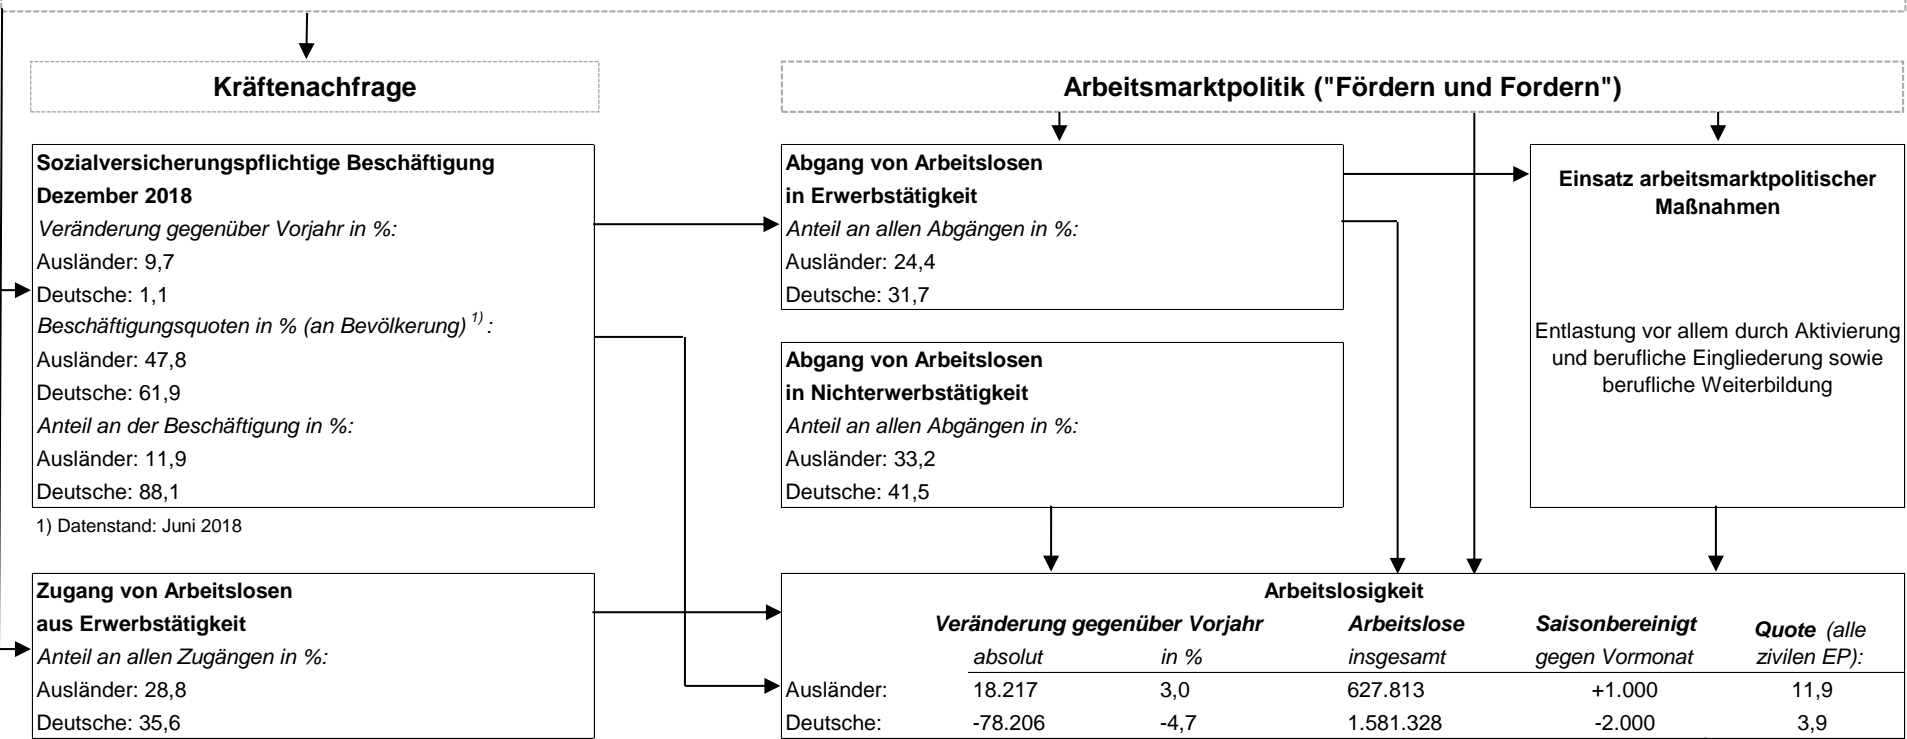 Kräftenachfrage
Arbeitsmarktpolitik ("Fördern und Fordern")
Sozialversicherungspflichtige Beschäftigung
Dezember 2018
Veränderung gegenüber Vorjahr in %:
Ausländer: 9,7
Deutsche: 1,1
Beschäftigungsquoten in % (an Bevölkerung) 1) :
Ausländer: 47,8
Deutsche: 61,9
Anteil an der Beschäftigung in %:
Ausländer: 11,9
Deutsche: 88,1
1) Datenstand: Juni 2018
Abgang von Arbeitslosen
in Erwerbstätigkeit
Anteil an allen Abgängen in %:
Ausländer: 24,4
Deutsche: 31,7
Abgang von Arbeitslosen
in Nichterwerbstätigkeit
Anteil an allen Abgängen in %:
Ausländer: 33,2
Deutsche: 41,5
Einsatz arbeitsmarktpolitischer
Maßnahmen
Entlastung vor allem durch Aktivierung
und berufliche Eingliederung sowie
berufliche Weiterbildung
Zugang von Arbeitslosen
aus Erwerbstätigkeit
Anteil an allen Zugängen in %:
Ausländer: 28,8
Deutsche: 35,6
Arbeitslosigkeit
Veränderung gegenüber Vorjahr Arbeitslose Saisonbereinigt Quote (alle
absolut in % insgesamt gegen Vormonat zivilen EP):
Ausländer: 18.217 3,0 627.813 +1.000 11,9
Deutsche: -78.206 -4,7 1.581.328 -2.000 3,9